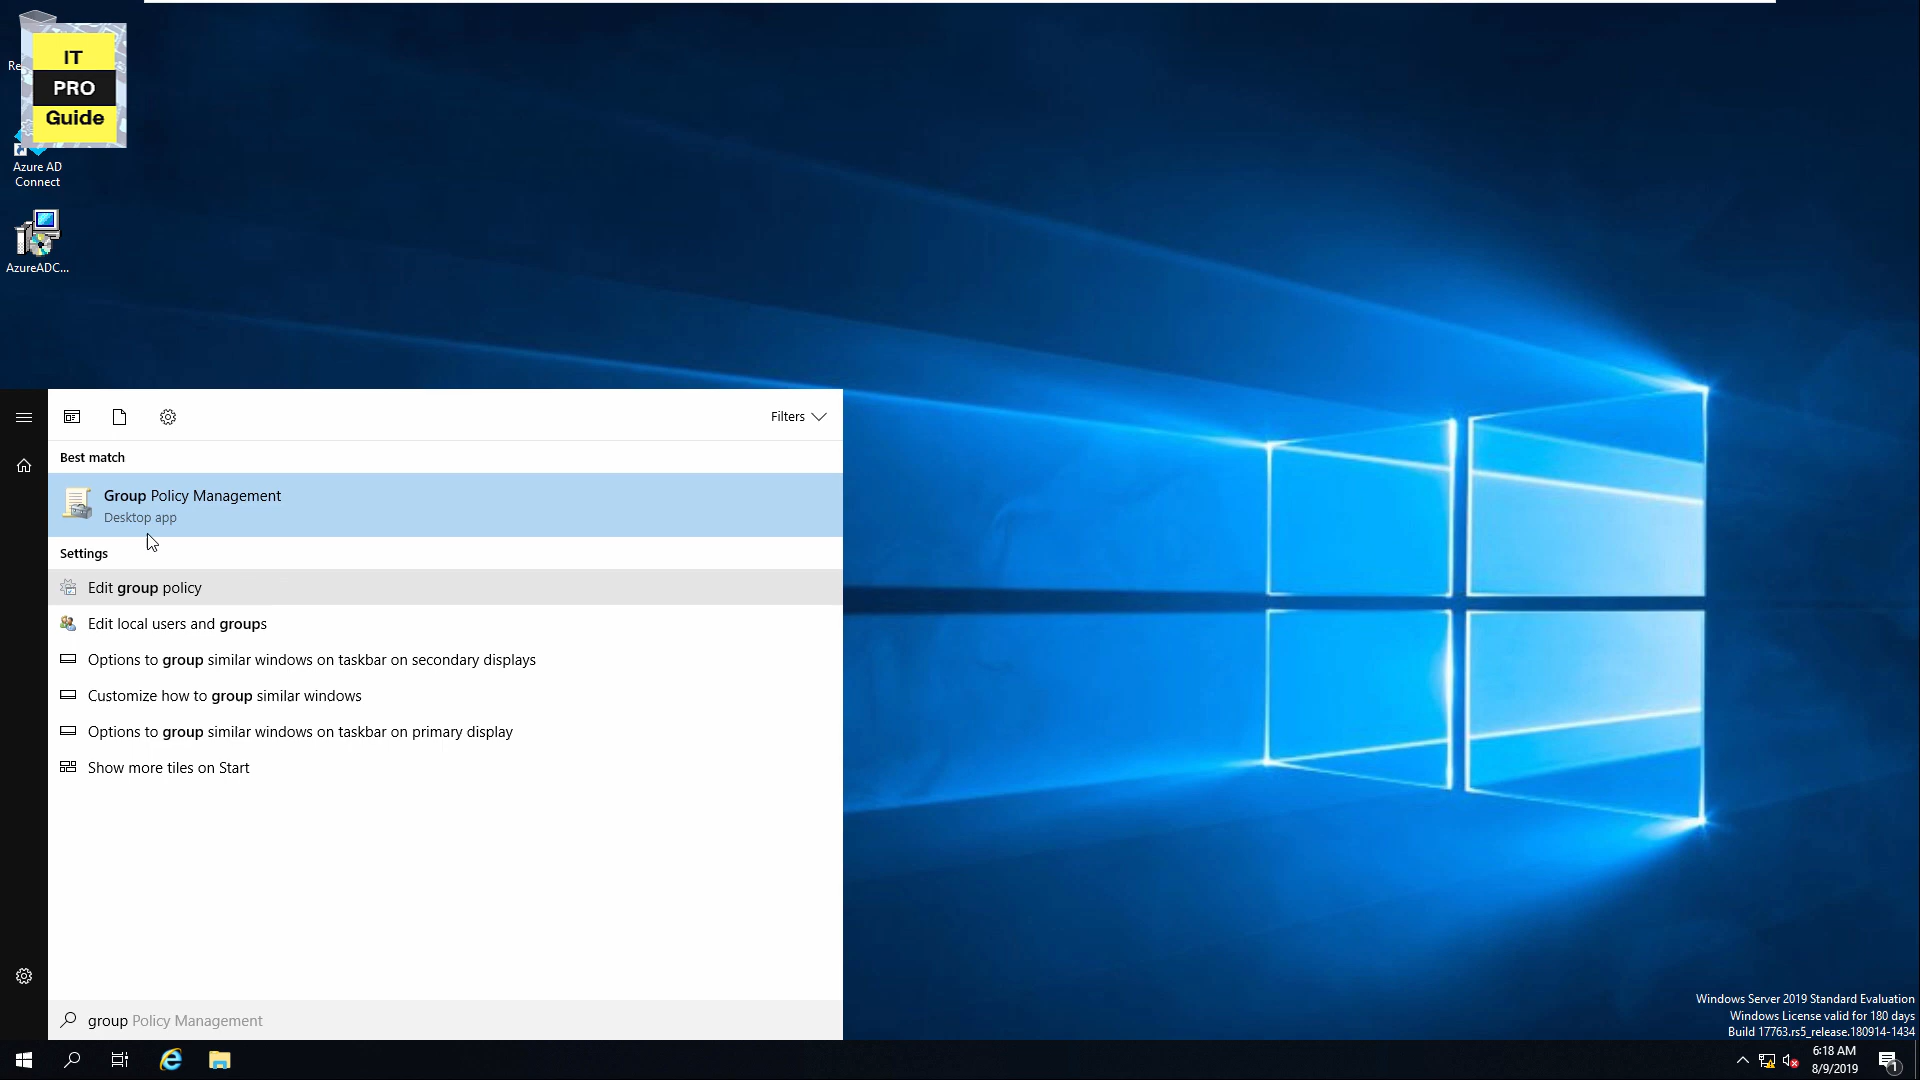 Re
IT
PRO
Guide
Azure AD
Connect
AzureADC...
Filters
Best match
Group Policy Management
Desktop app
Settings
Edit group policy
Edit local users and groups
Options to group similar windows on taskbar on secondary displays
Customize how to group similar windows
Options to group similar windows on taskbar on primary display
Show more tiles on Start
group Policy Management
Windows Server 2019 Standard Evaluation
Windows License valid for 180 days
Build 17763.rs5_release.180914-1434
6:18 AM
8/9/2019
1